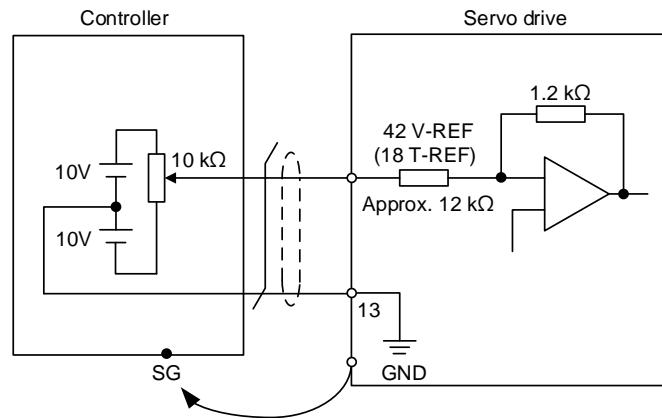 Controller
Servo drive
1.2 kΩ
42 V-REF
(18 T-REF)
10 kΩ
10V
Approx. 12 kΩ
10V
13
SG
GND